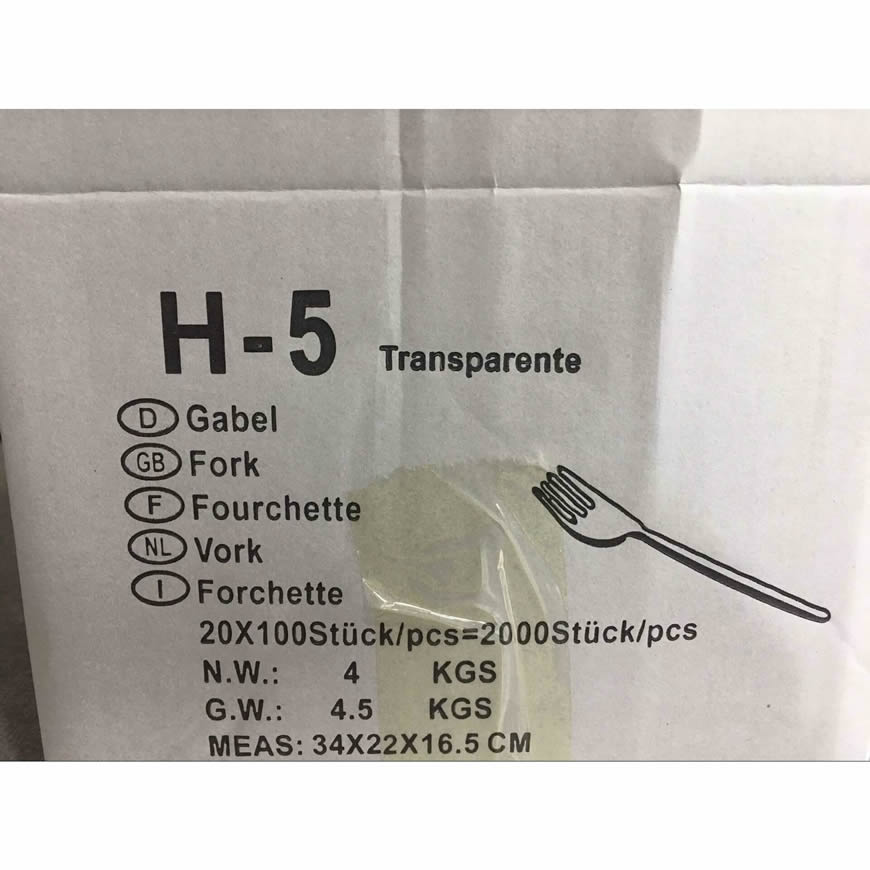 H-5 Transparente
D Gabel
GB Fork
F Fourchette
NL Vork
I Forchette
20X100Stück/pcs=2000Stück/pcs
N.W.: 4 KGS
G.W.: 4.5 KGS
MEAS: 34X22X16.5 CM